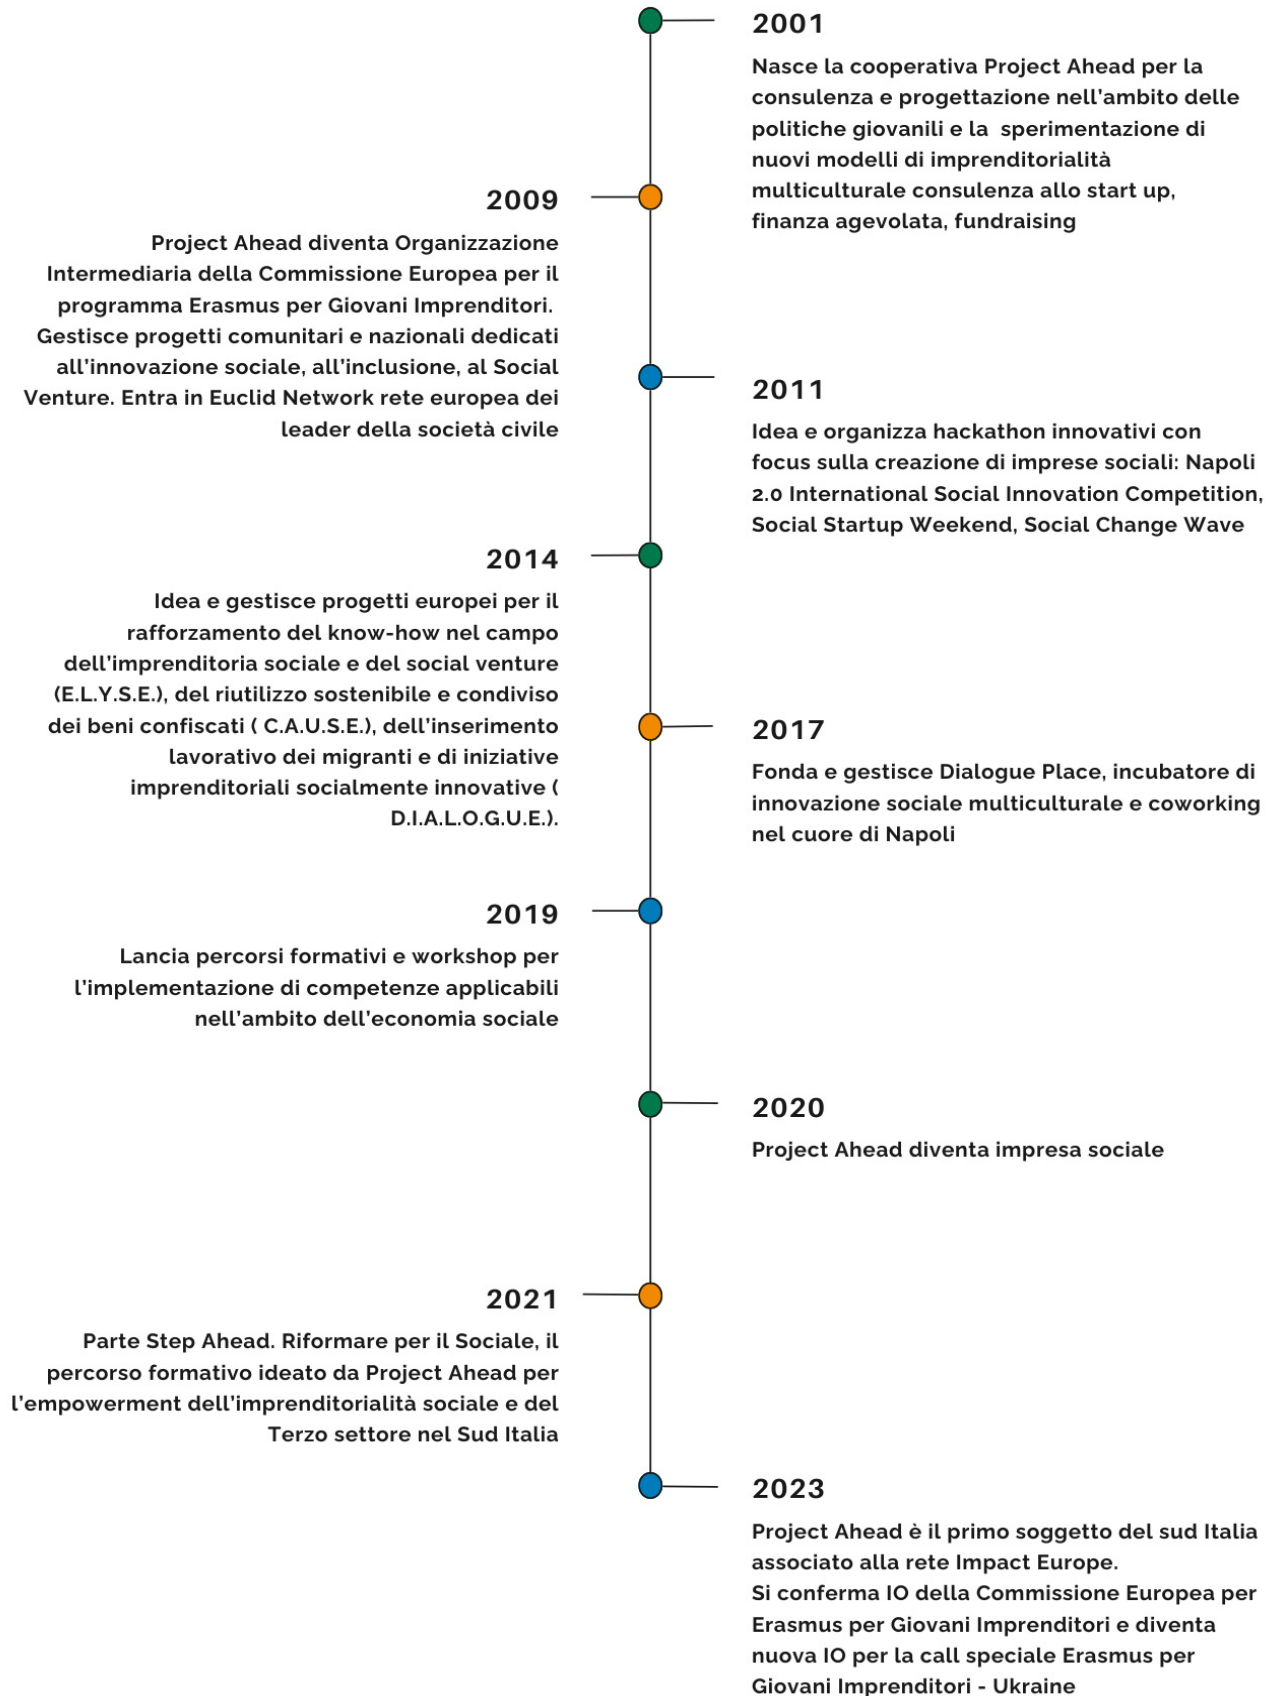 2001
Nasce la cooperativa Project Ahead per la
consulenza e progettazione nell'ambito delle
politiche giovanili e la  sperimentazione di
nuovi modelli di imprenditorialità
multiculturale consulenza allo start up,
finanza agevolata, fundraising
2009
Project Ahead diventa Organizzazione
Intermediaria della Commissione Europea per il
programma Erasmus per Giovani Imprenditori.
Gestisce progetti comunitari e nazionali dedicati
all'innovazione sociale, all'inclusione, al Social
Venture. Entra in Euclid Network rete europea dei
leader della società civile
2011
Idea e organizza hackathon innovativi con
focus sulla creazione di imprese sociali: Napoli
2.0 International Social Innovation Competition,
Social Startup Weekend, Social Change Wave
2014
Idea e gestisce progetti europei per il
rafforzamento del know-how nel campo
dell'imprenditoria sociale e del social venture
(E.L.Y.S.E.), del riutilizzo sostenibile e condiviso
dei beni confiscati ( C.A.U.S.E.), dell'inserimento
lavorativo dei migranti e di iniziative
imprenditoriali socialmente innovative (
D.I.A.L.O.G.U.E.).
2017
Fonda e gestisce Dialogue Place, incubatore di
innovazione sociale multiculturale e coworking
nel cuore di Napoli
2019
Lancia percorsi formativi e workshop per
l'implementazione di competenze applicabili
nell'ambito dell'economia sociale
2020
Project Ahead diventa impresa sociale
2021
Parte Step Ahead. Riformare per il Sociale, il
percorso formativo ideato da Project Ahead per
l'empowerment dell'imprenditorialità sociale e del
Terzo settore nel Sud Italia
2023
Project Ahead è il primo soggetto del sud Italia
associato alla rete Impact Europe.
Si conferma IO della Commissione Europea per
Erasmus per Giovani Imprenditori e diventa
nuova IO per la call speciale Erasmus per
Giovani Imprenditori - Ukraine